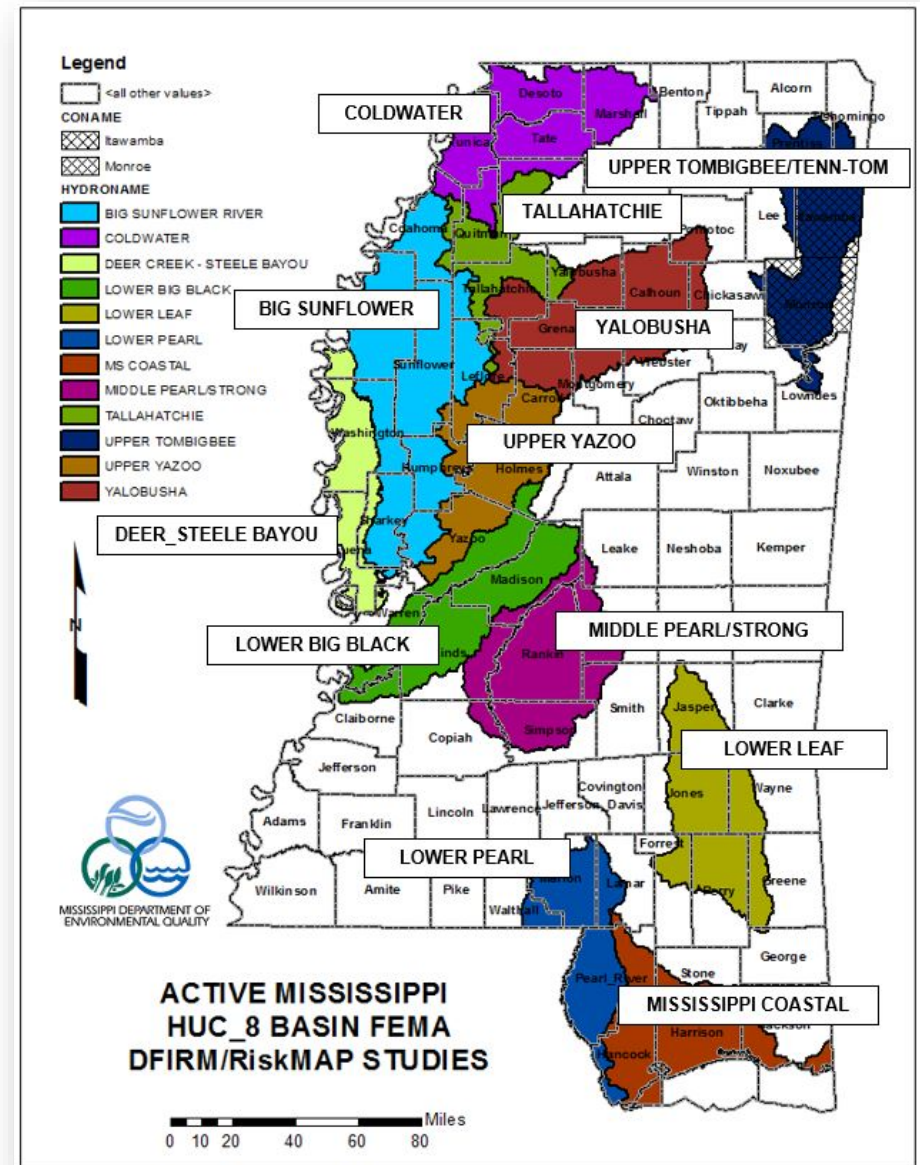 Legend
<all other values>
CONAME
Itawamba
Monroe
HYDRONAME
BIG SUNFLOWER RIVER
COLDWATER
DEER CREEK - STEELE BAYOU
LOWER BIG BLACK
LOWER LEAF
LOWER PEARL
MS COASTAL
MIDDLE PEARL/STRONG
TALLAHATCHIE
UPPER TOMBIGBEE
UPPER YAZOO
YALOBUSHA
Desoto
Marshall
Benton
Tippah
Alcorn
COLDWATER
Tate
UPPER TOMBIGBEE/TENN-TOM
TALLAHATCHIE
Lee
Coahoma
Quitman
Yalobusha
Tallahatchie
Calhoun
Chickasaw
BIG SUNFLOWER
Grena
YALOBUSHA
Sunflower
Leflore
Montgomery
Webster
Carroll
Choctaw
Oktibbeha
Lowndes
Washington
UPPER YAZOO
Humphreys
Holmes
Attala
Winston
Noxubee
Sharkey
DEER_STEELE BAYOU
Yazoo
Leake
Neshoba
Kemper
Madison
Warren
N
LOWER BIG BLACK
inds
Rankin
MIDDLE PEARL/STRONG
Claiborne
Copiah
Simpson
Smith
Jasper
Clarke
LOWER LEAF
Jefferson
Covington
Jones
Wayne
Adams
Franklin
Lincoln
Lawrence
Jefferson Davis
LOWER PEARL
Forrest
Wilkinson
Amite
Pike
Walthall
Marion
Lamar
Perry
Greene
MISSISSIPPI DEPARTMENT OF
ENVIRONMENTAL QUALITY
George
Pearl_River
Stone
MISSISSIPPI COASTAL
Harrison
Hancock
ACTIVE MISSISSIPPI
HUC_8 BASIN FEMA
DFIRM/RiskMAP STUDIES
Miles
0 10 20 40 60 80